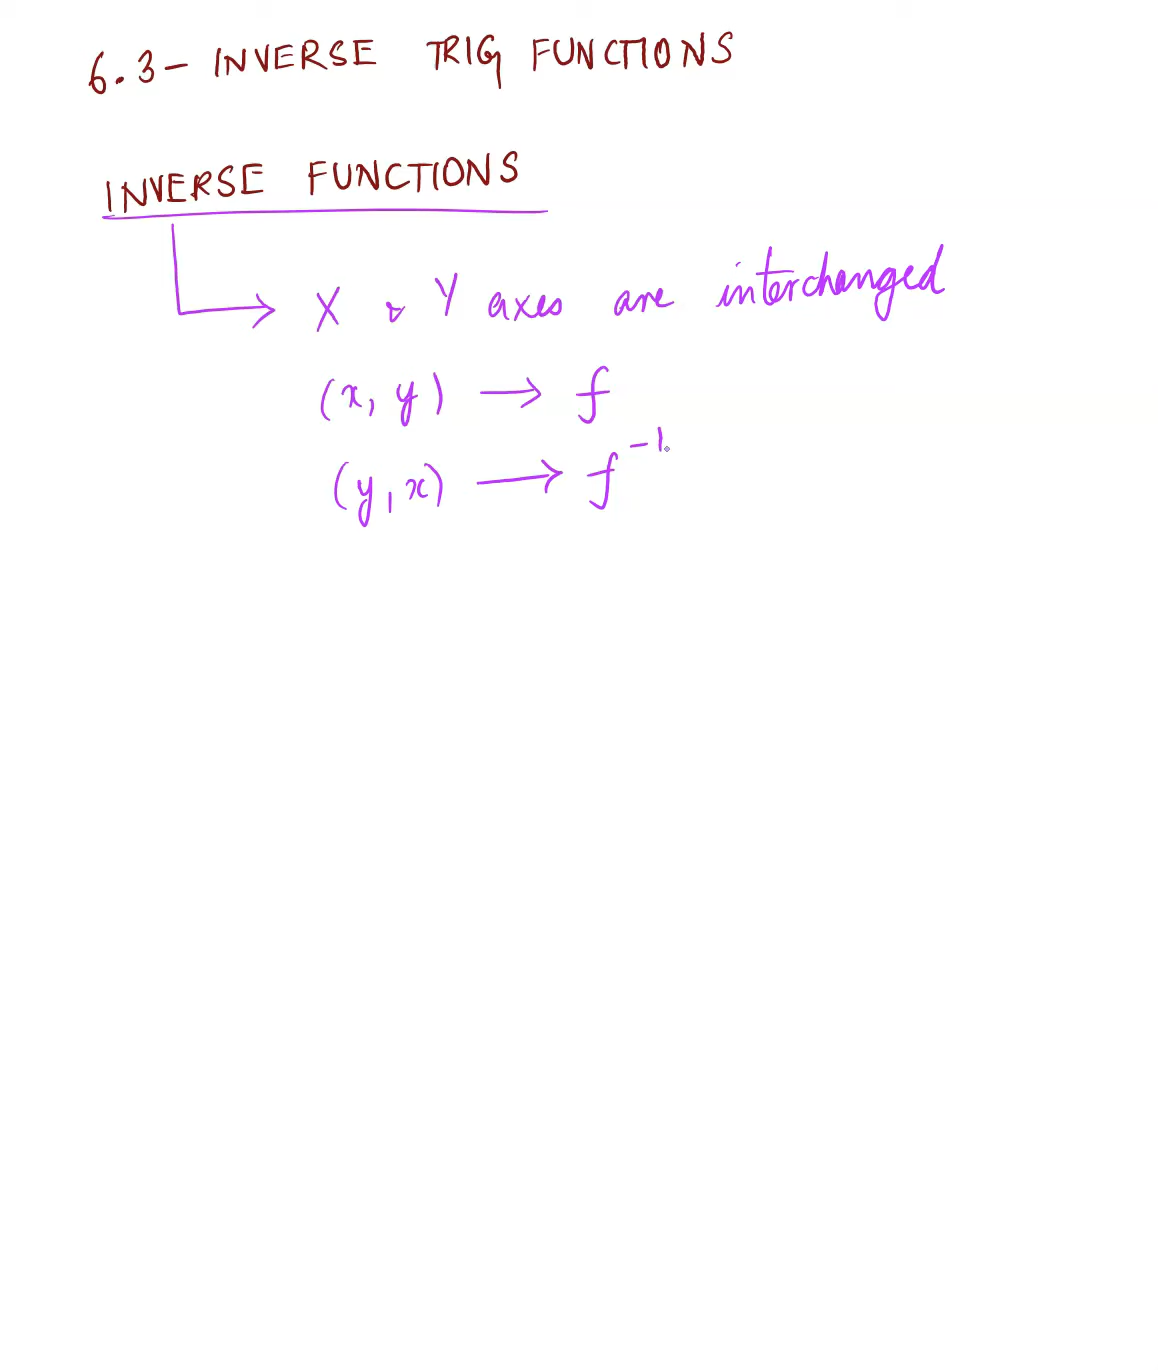 6.3 - INVERSE TRIG FUNCTIONS
INVERSE FUNCTIONS
X & Y axes are interchanged
(x, y) → f
(y, x) → f⁻¹